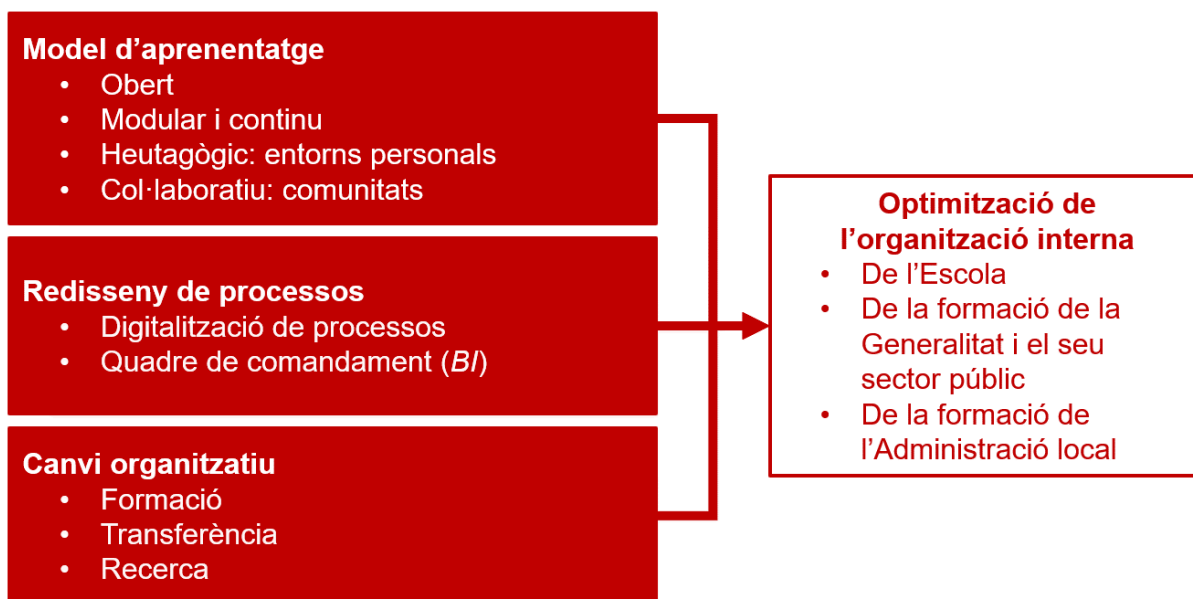 Model d’aprenentatge
• Obert
• Modular i continu
• Heutagògic: entorns personals
• Col·laboratiu: comunitats
Redisseny de processos
• Digitalització de processos
• Quadre de comandament (BI)
Canvi organitzatiu
• Formació
• Transferència
• Recerca
Optimització de
l’organització interna
• De l’Escola
• De la formació de la
Generalitat i el seu
sector públic
• De la formació de
l’Administració local